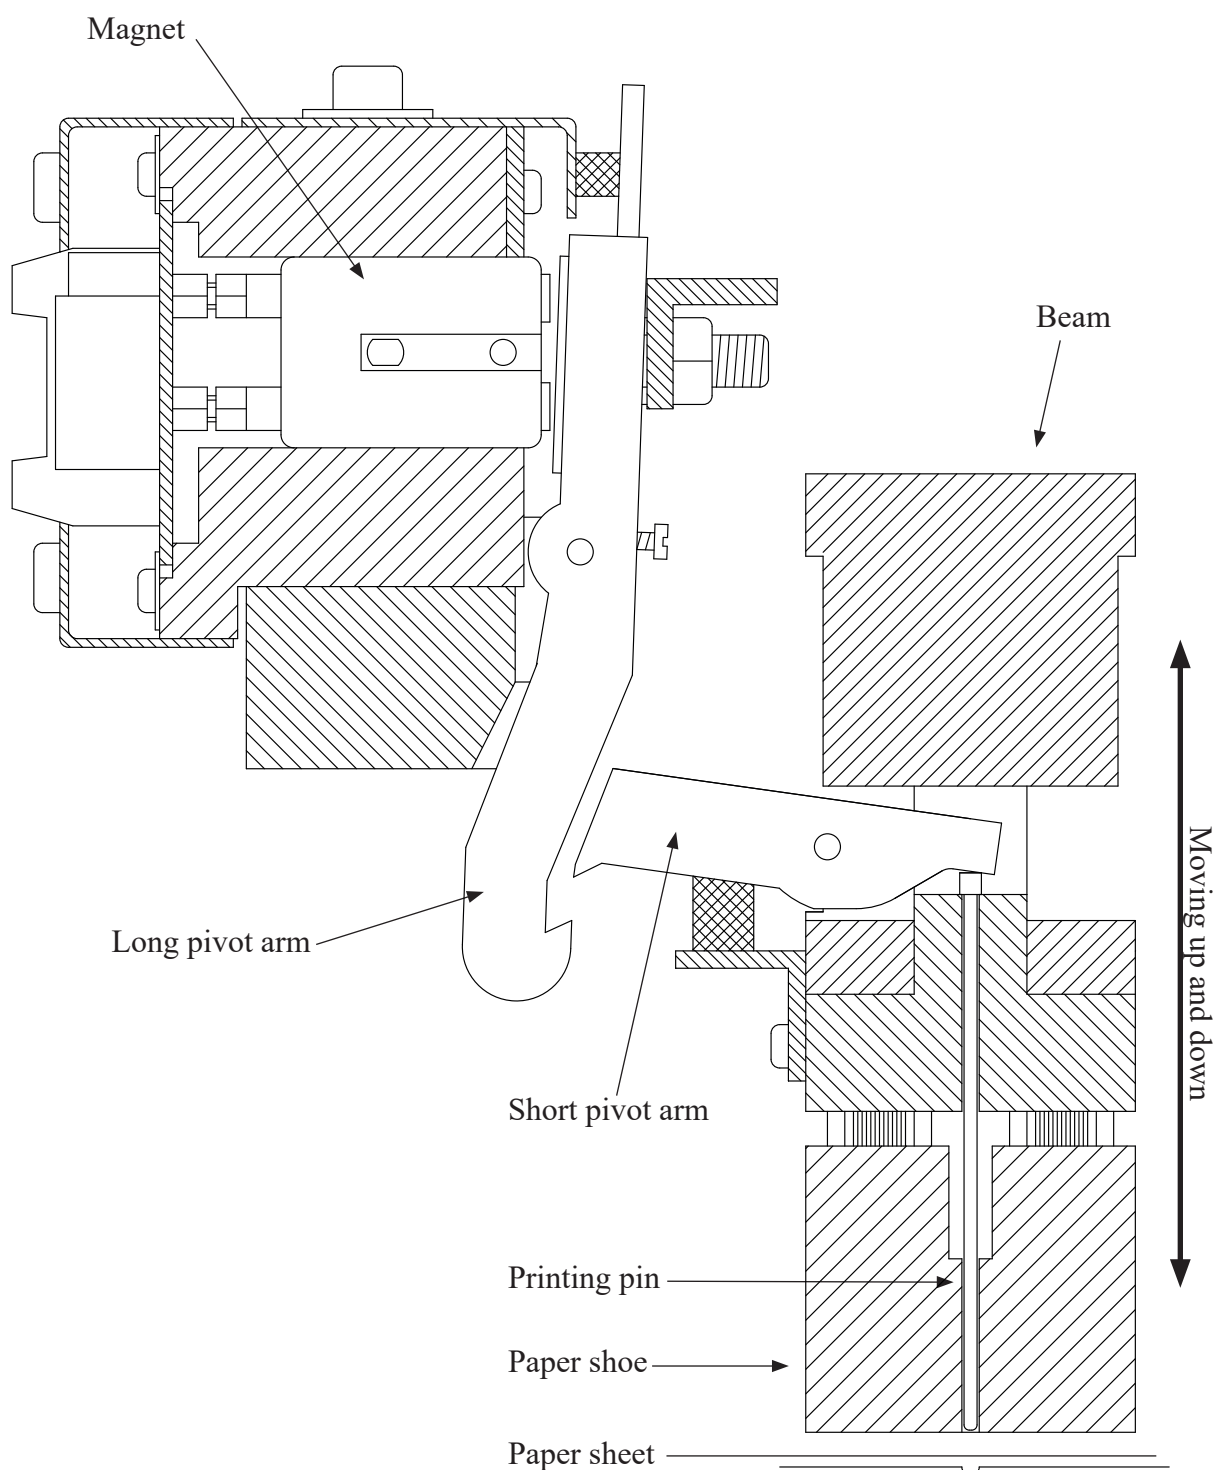 Magnet
Beam
Moving up and down
Long pivot arm
Short pivot arm
Printing pin
Paper shoe
Paper sheet